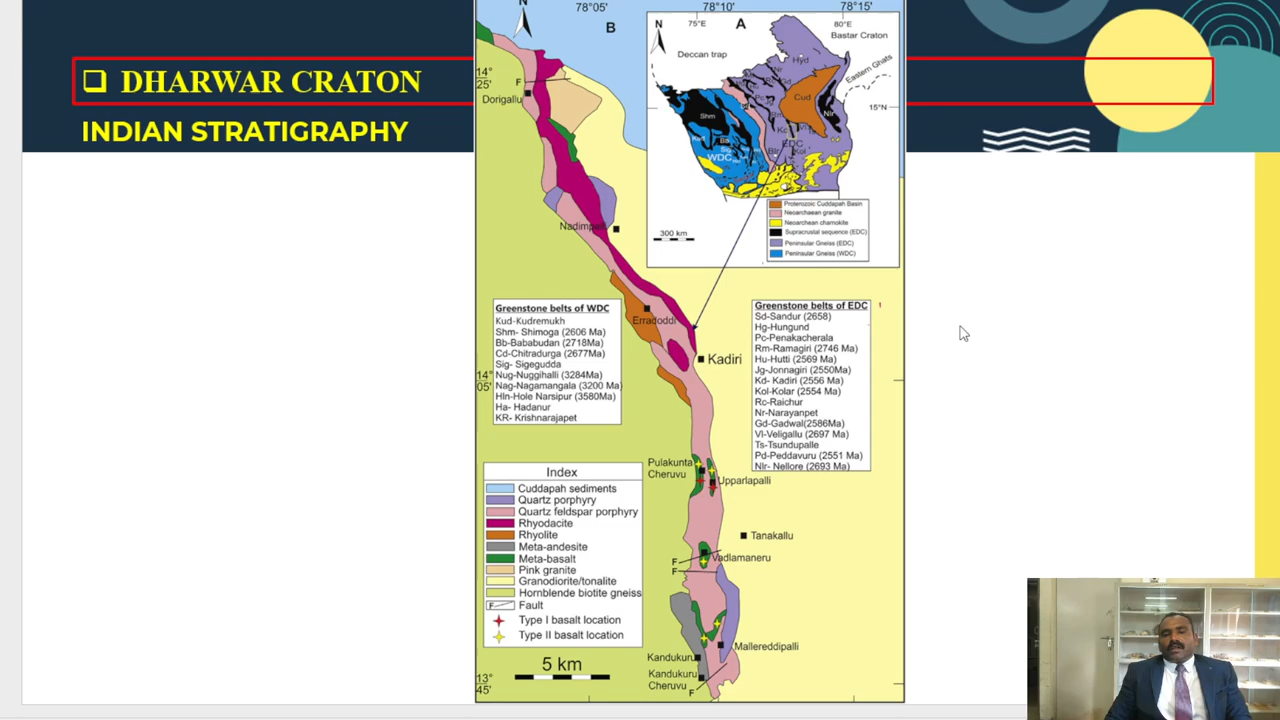 ❑ DHARWAR CRATON
INDIAN STRATIGRAPHY
N
78°05'
78°10'
78°15'
B
14°
25'
F
Dorigallu
Erradoddi
Kadiri
14°
05'
Pulakunta
Cheruvu
Upparlapalli
Tanakallu
F
Vadlamaneru
F
Mallereddipalli
Kandukuru
Kandukuru
Cheruvu
F
13°
45'
N
75°E
A
80°E
Bastar Craton
Deccan trap
Hyd
Eastern Ghats
15°N
Gd
Cud
Shm
Nlr
Kc
EDC
WDC
Blr
Kol
300 km
Proterozoic Cuddapah Basin
Neoarchaean granite
Neoarchean charnokite
Supracrustal sequence (EDC)
Peninsular Gneiss (EDC)
Peninsular Gneiss (WDC)
Greenstone belts of WDC
Kud-Kudremukh
Shm- Shimoga (2606 Ma)
Bb-Bababudan (2718Ma)
Cd-Chitradurga (2677Ma)
Sig- Sigegudda
Nug-Nuggihalli (3284Ma)
Nag-Nagamangala (3200 Ma)
Hln-Hole Narsipur (3580Ma)
Ha- Hadanur
KR- Krishnarajapet
Greenstone belts of EDC
Sd-Sandur (2658)
Hg-Hungund
Pc-Penakacherala
Rm-Ramagiri (2746 Ma)
Hu-Hutti (2569 Ma)
Jg-Jonnagiri (2550Ma)
Kd- Kadiri (2556 Ma)
Kol-Kolar (2554 Ma)
Rc-Raichur
Nr-Narayanpet
Gd-Gadwal(2586Ma)
Vl-Veligallu (2697 Ma)
Ts-Tsundupalle
Pd-Peddavuru (2551 Ma)
Nlr- Nellore (2693 Ma)
1
Index
Cuddapah sediments
Quartz porphyry
Quartz feldspar porphyry
Rhyodacite
Rhyolite
Meta-andesite
Meta-basalt
Pink granite
Granodiorite/tonalite
Hornblende biotite gneiss
F Fault
Type I basalt location
Type II basalt location
5 km